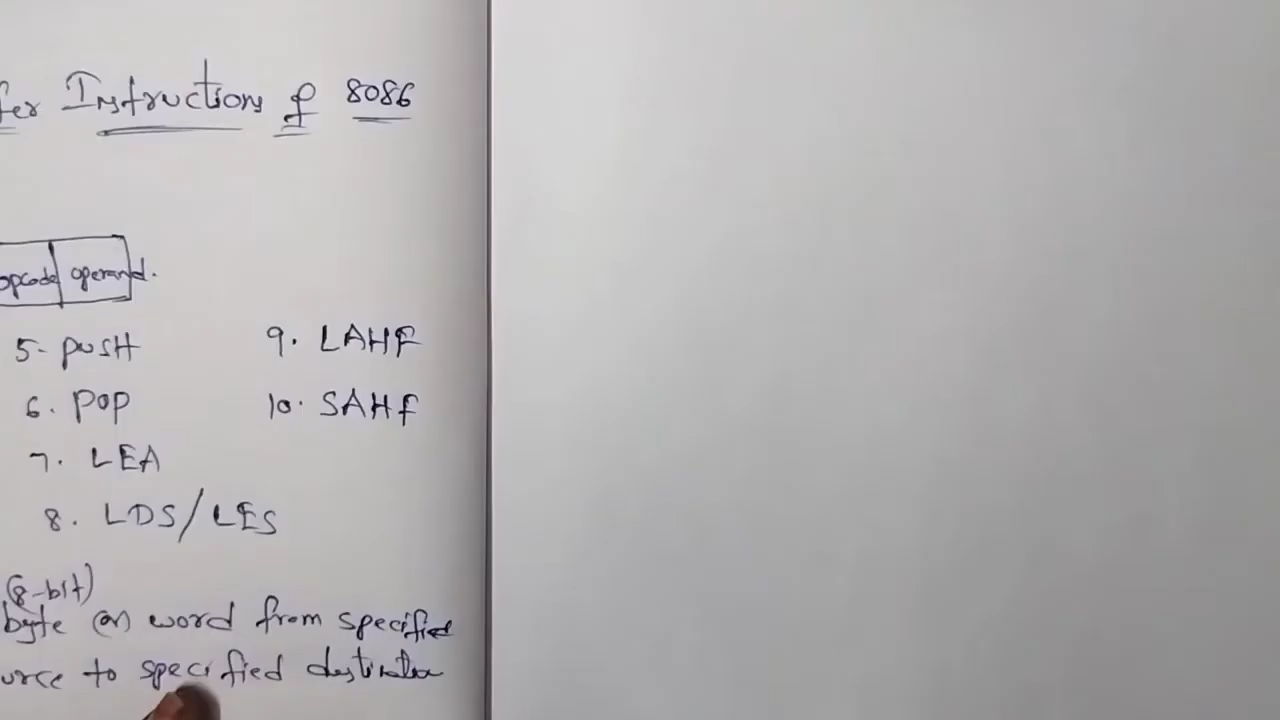 fer Instructions of 8086
opcode operand.
5- PUSH 9. LAHF
6. POP 10. SAHF
7. LEA
8. LDS/LES
(8-bit)
byte (or) word from specified
urce to specified destination